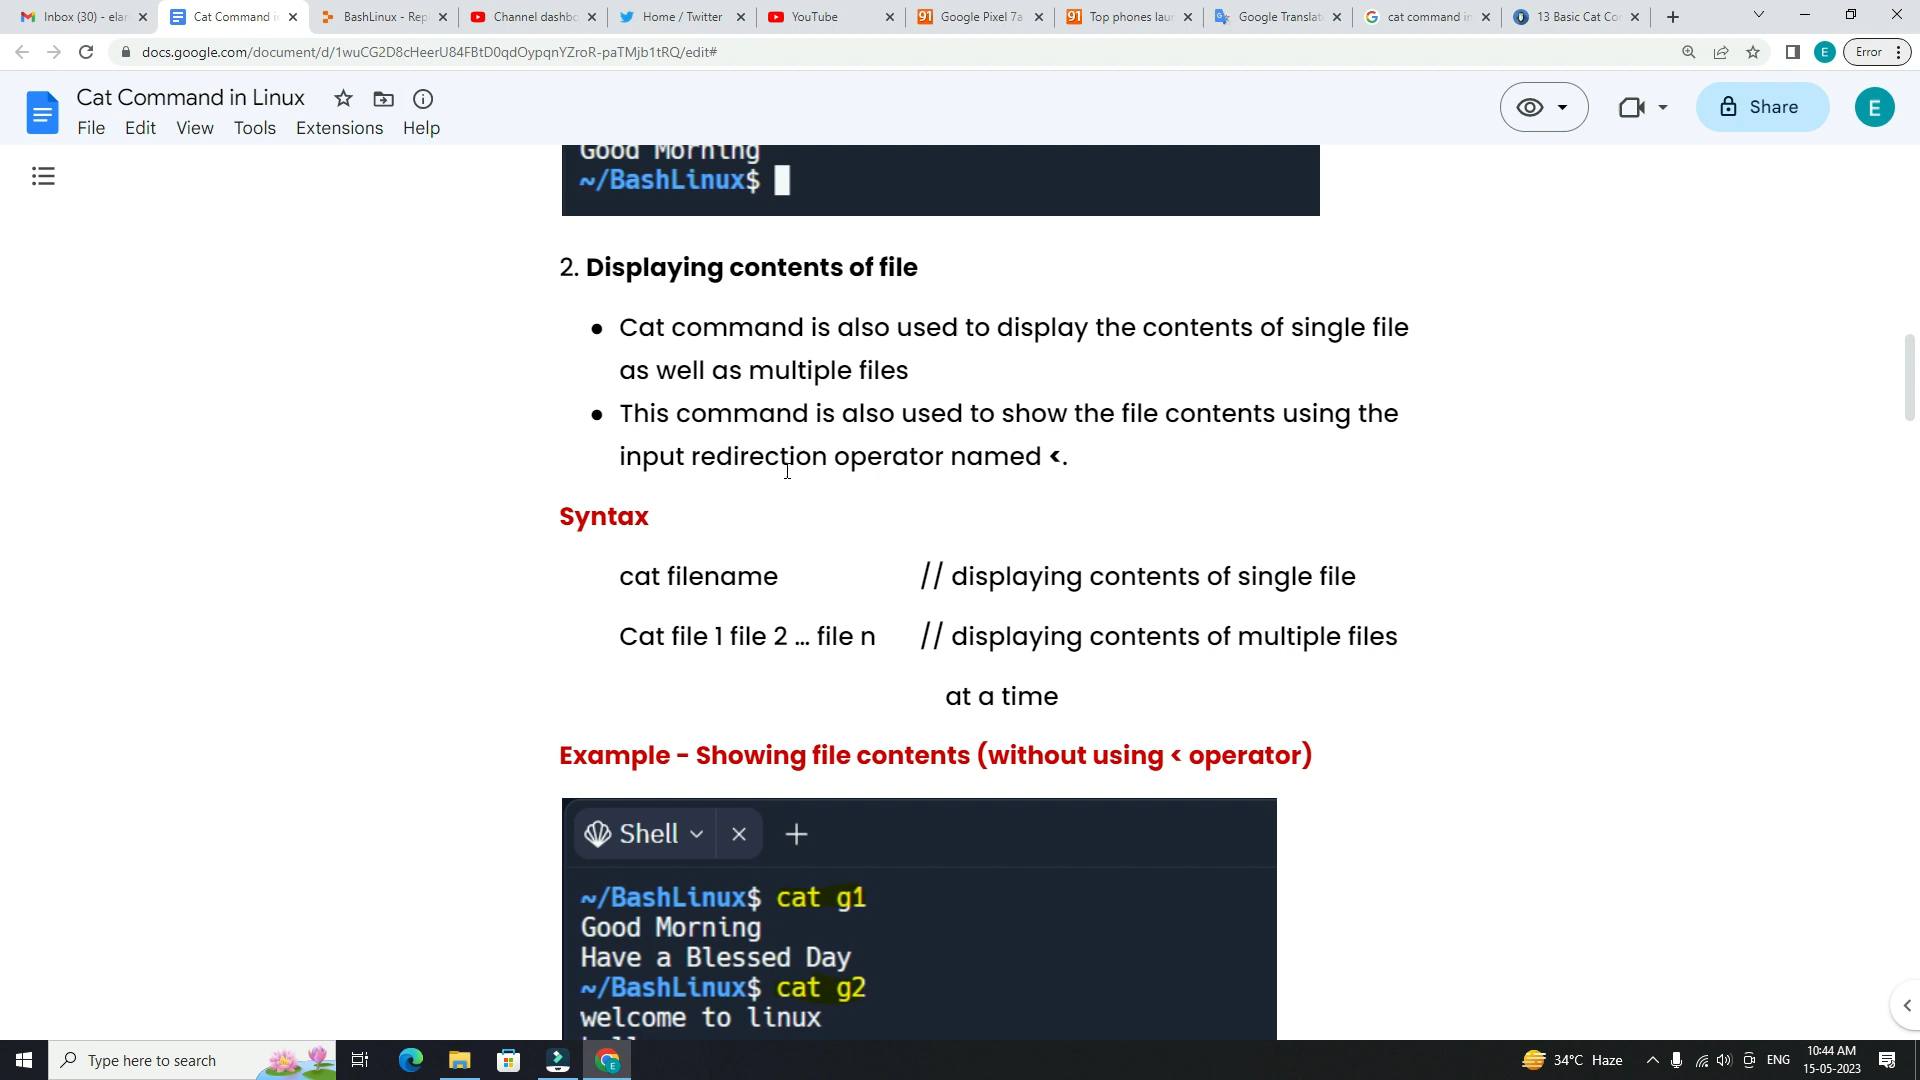 Inbox (30) - ela
Cat Command i
BashLinux - Rep
Channel dashbo
Home / Twitter
YouTube
Google Pixel 7a
Top phones lau
Google Translat
cat command in
13 Basic Cat Co
docs.google.com/document/d/1wuCG2D8cHeerU84FBtD0qdOypqnYZroR-paTMjb1tRQ/edit#
E
Error
Cat Command in Linux
File Edit View Tools Extensions Help
Share
E
Good Morning
~/BashLinux$
2. Displaying contents of file
● Cat command is also used to display the contents of single file
as well as multiple files
● This command is also used to show the file contents using the
input redirection operator named <.
Syntax
cat filename // displaying contents of single file
Cat file 1 file 2 ... file n // displaying contents of multiple files
at a time
Example - Showing file contents (without using < operator)
Shell
~/BashLinux$ cat g1
Good Morning
Have a Blessed Day
~/BashLinux$ cat g2
welcome to linux
Type here to search
34°C Haze
ENG
10:44 AM
15-05-2023